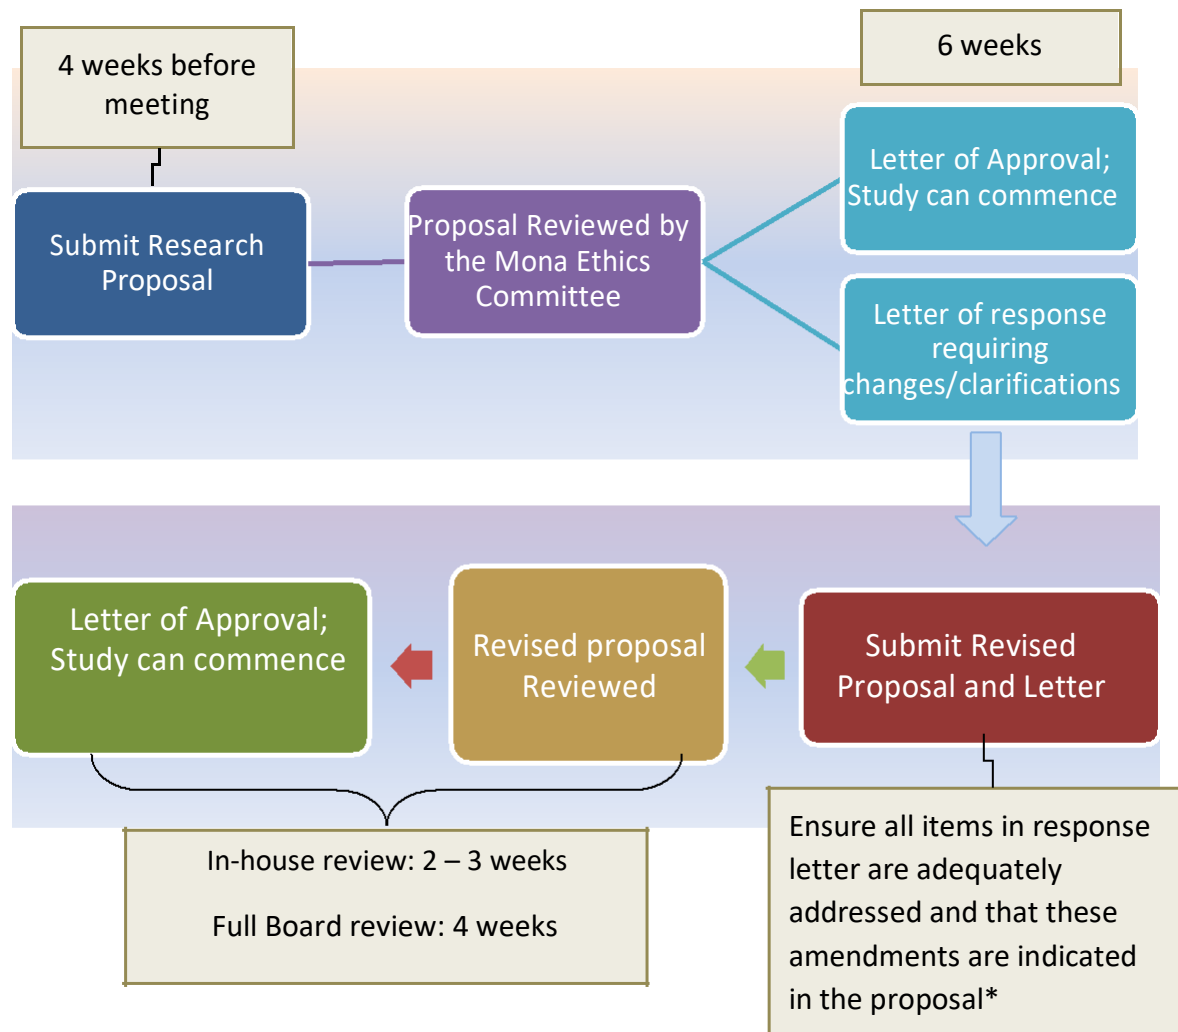 4 weeks before
meeting
6 weeks
Submit Research
Proposal
Proposal Reviewed by
the Mona Ethics
Committee
Letter of Approval;
Study can commence
Letter of response
requiring
changes/clarifications
Submit Revised
Proposal and Letter
Revised proposal
Reviewed
Letter of Approval;
Study can commence
In-house review: 2 – 3 weeks
Full Board review: 4 weeks
Ensure all items in response
letter are adequately
addressed and that these
amendments are indicated
in the proposal*